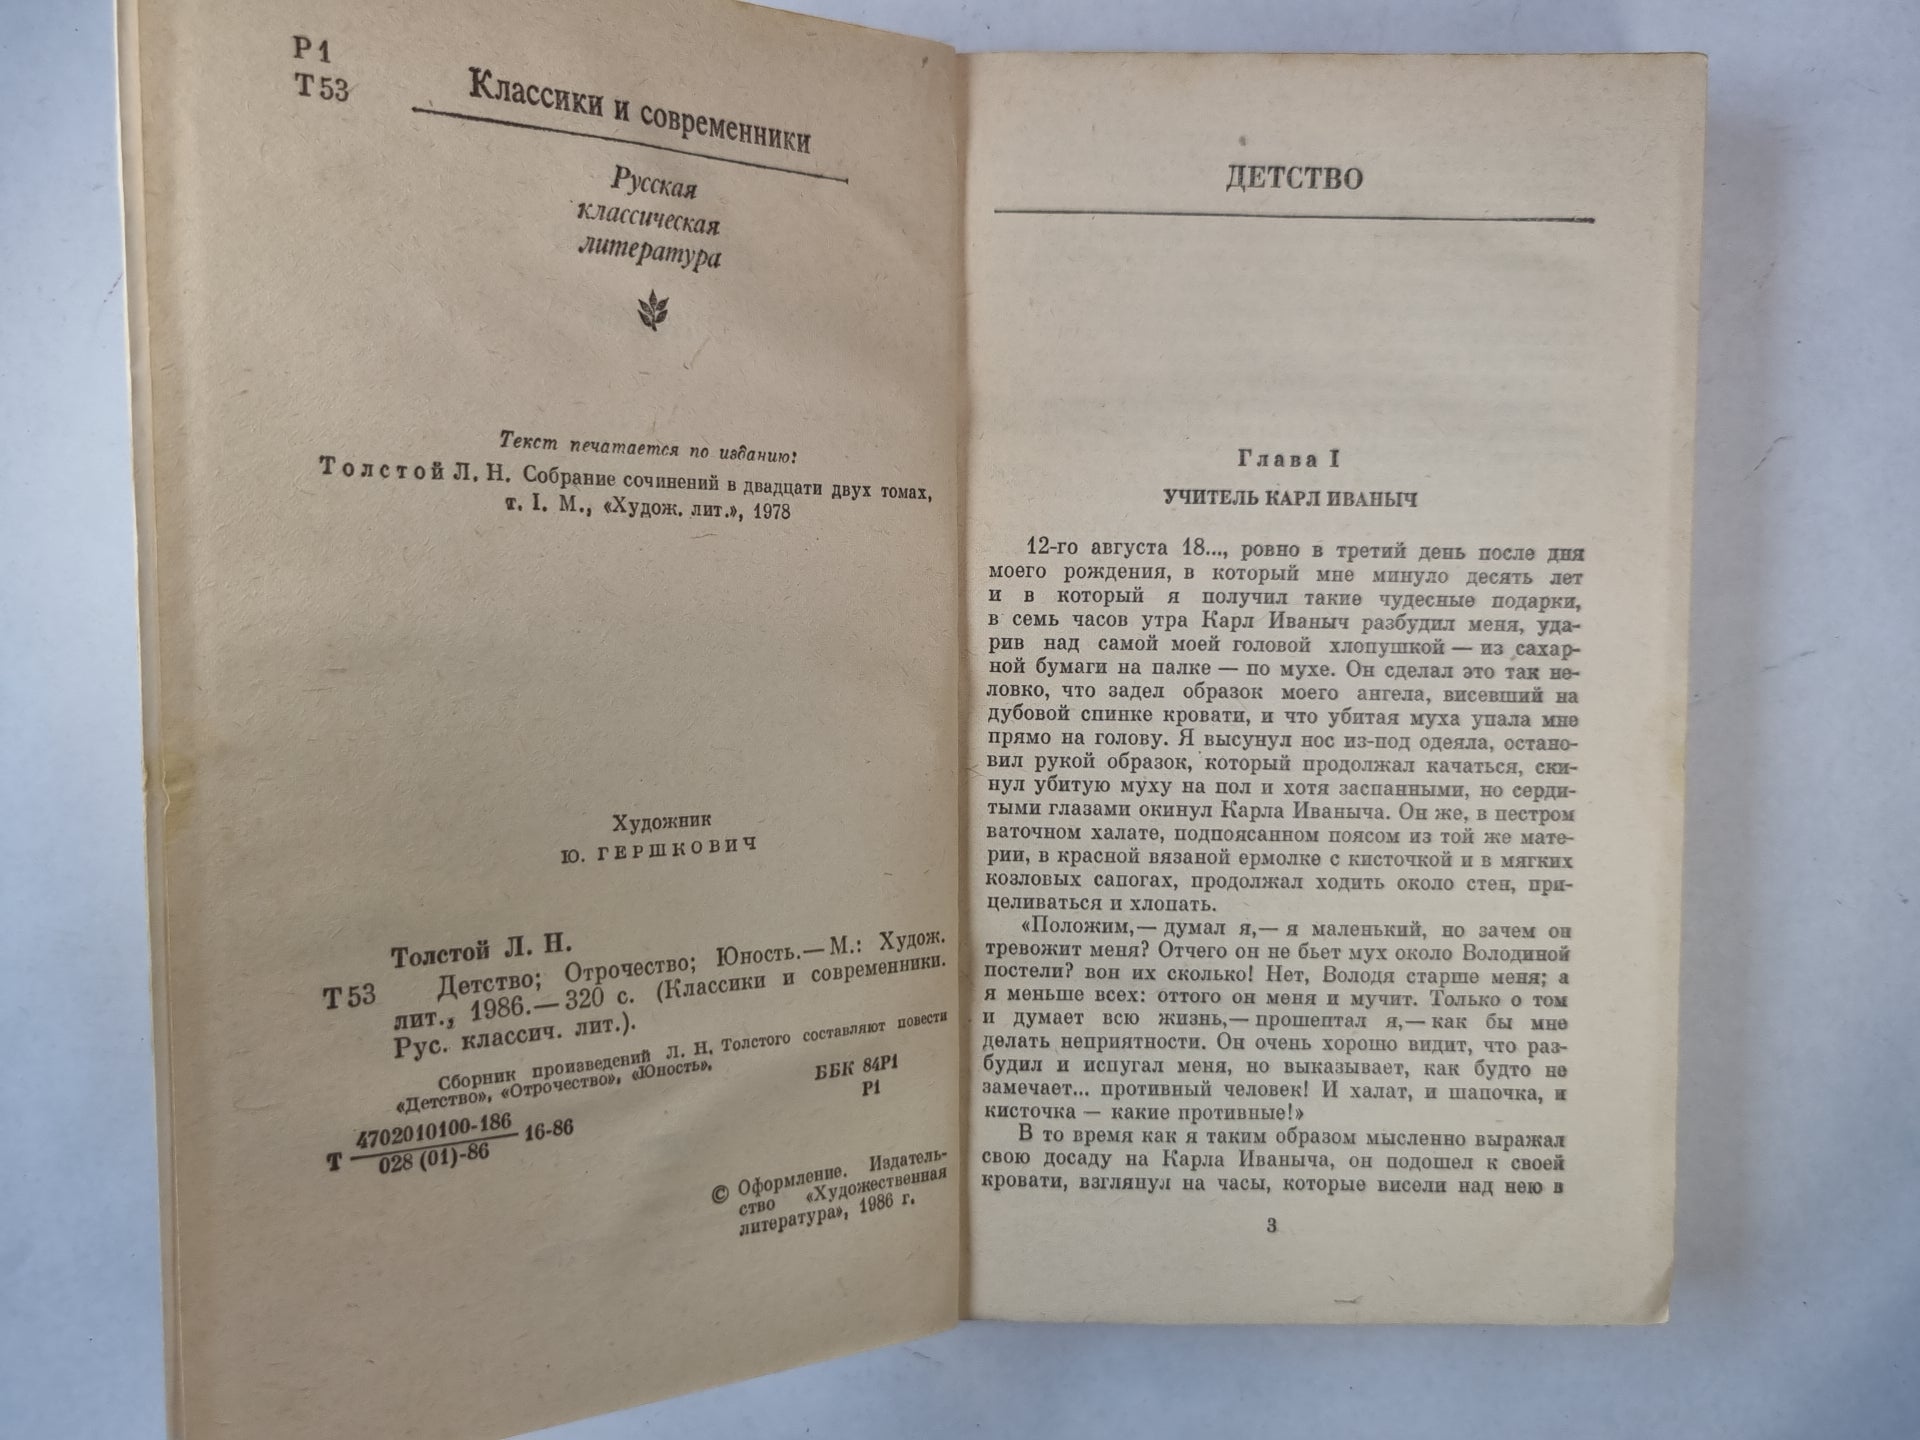 Р1
Т53
Классики и современники
Русская
классическая
литература
Текст печатается по изданию:
Толстой Л. Н. Собрание сочинений в двадцати двух томах,
т. I. М., «Худож. лит.», 1978
Художник
Ю. ГЕРШКОВИЧ
Толстой Л. Н.
Т53 Детство; Отрочество; Юность.— М.: Худож.
лит., 1986.— 320 с. (Классики и современники.
Рус. классич. лит.).
Сборник произведений Л. Н. Толстого составляют повести
«Детство», «Отрочество», «Юность».
Т 4702010100-186 16-86
028 (01)-86
ББК 84Р1
Р1
© Оформление. Издатель-
ство «Художественная
литература», 1986 г.
ДЕТСТВО
Глава I
УЧИТЕЛЬ КАРЛ ИВАНЫЧ
12-го августа 18..., ровно в третий день после дня
моего рождения, в который мне минуло десять лет
и в который я получил такие чудесные подарки,
в семь часов утра Карл Иваныч разбудил меня, уда-
рив над самой моей головой хлопушкой — из сахар-
ной бумаги на палке — по мухе. Он сделал это так не-
ловко, что задел образок моего ангела, висевший на
дубовой спинке кровати, и что убитая муха упала мне
прямо на голову. Я высунул нос из-под одеяла, остано-
вил рукой образок, который продолжал качаться, ски-
нул убитую муху на пол и хотя заспанными, но серди-
тыми глазами окинул Карла Иваныча. Он же, в пестром
ваточном халате, подпоясанном поясом из той же мате-
рии, в красной вязаной ермолке с кисточкой и в мягких
козловых сапогах, продолжал ходить около стен, при-
целиваться и хлопать.
«Положим,— думал я,— я маленький, но зачем он
тревожит меня? Отчего он не бьет мух около Володиной
постели? вон их сколько! Нет, Володя старше меня; а
я меньше всех: оттого он меня и мучит. Только о том
и думает всю жизнь,— прошептал я,— как бы мне
делать неприятности. Он очень хорошо видит, что раз-
будил и испугал меня, но выказывает, как будто не
замечает... противный человек! И халат, и шапочка, и
кисточка — какие противные!»
В то время как я таким образом мысленно выражал
свою досаду на Карла Иваныча, он подошел к своей
кровати, взглянул на часы, которые висели над нею в
3